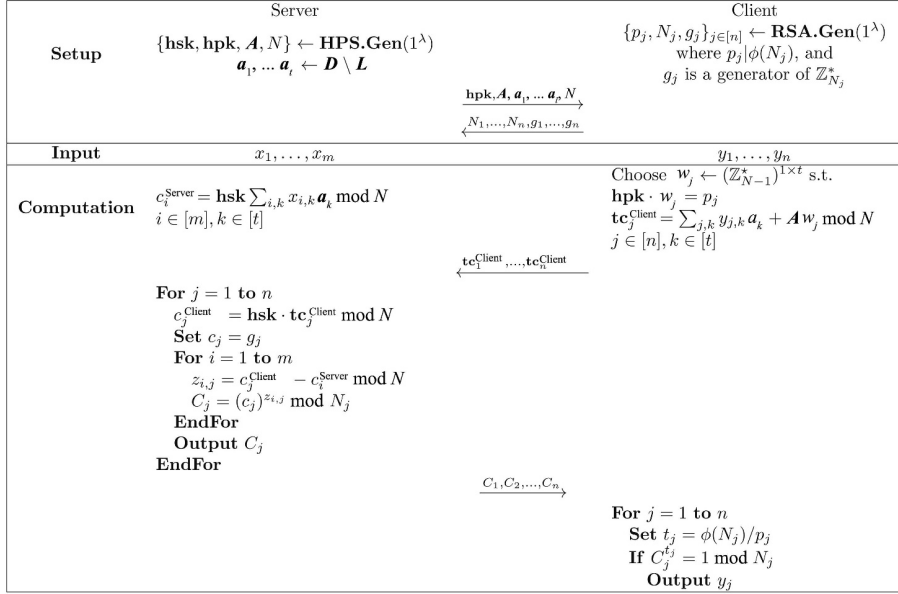 Server
Client
Setup
{hsk, hpk, A, N} ← HPS.Gen(1^λ)
a_1, ... a_t ← D \ L
{p_j, N_j, g_j}_{j∈[n]} ← RSA.Gen(1^λ)
where p_j|ϕ(N_j), and
g_j is a generator of ℤ*_{N_j}
hpk, A, a_1, ... a_t, N
N_1,...,N_n,g_1,...,g_n
Input
x_1, . . . , x_m
y_1, . . . , y_n
Computation
c_i^Server = hsk ∑_{i,k} x_{i,k} a_k mod N
i ∈ [m], k ∈ [t]
Choose w_j ← (ℤ*_{N−1})^{1×t} s.t.
hpk · w_j = p_j
tc_j^Client = ∑_{j,k} y_{j,k} a_k + A w_j mod N
j ∈ [n], k ∈ [t]
tc_1^Client,...,tc_n^Client
For j = 1 to n
c_j^Client = hsk · tc_j^Client mod N
Set c_j = g_j
For i = 1 to m
z_{i,j} = c_j^Client − c_i^Server mod N
C_j = (c_j)^{z_{i,j}} mod N_j
EndFor
Output C_j
EndFor
C_1,C_2,...,C_n
For j = 1 to n
Set t_j = ϕ(N_j)/p_j
If C_j^{t_j} = 1 mod N_j
Output y_j